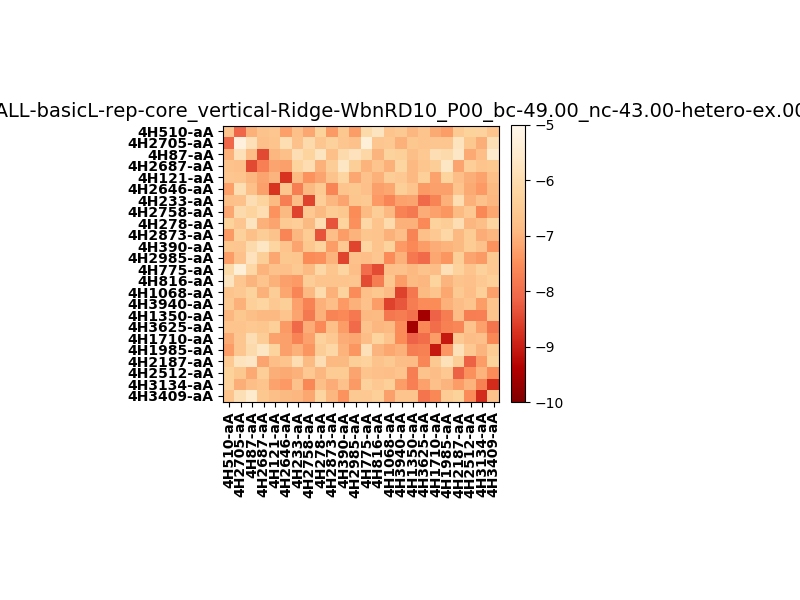 ALL-basicL-rep-core_vertical-Ridge-WbnRD10_P00_bc-49.00_nc-43.00-hetero-ex.00
4H510-aA
4H2705-aA
4H87-aA
4H2687-aA
4H121-aA
4H2646-aA
4H233-aA
4H2758-aA
4H278-aA
4H2873-aA
4H390-aA
4H2985-aA
4H775-aA
4H816-aA
4H1068-aA
4H3940-aA
4H1350-aA
4H3625-aA
4H1710-aA
4H1985-aA
4H2187-aA
4H2512-aA
4H3134-aA
4H3409-aA
4H510-aA
4H2705-aA
4H87-aA
4H2687-aA
4H121-aA
4H2646-aA
4H233-aA
4H2758-aA
4H278-aA
4H2873-aA
4H390-aA
4H2985-aA
4H775-aA
4H816-aA
4H1068-aA
4H3940-aA
4H1350-aA
4H3625-aA
4H1710-aA
4H1985-aA
4H2187-aA
4H2512-aA
4H3134-aA
4H3409-aA
−5
−6
−7
−8
−9
−10